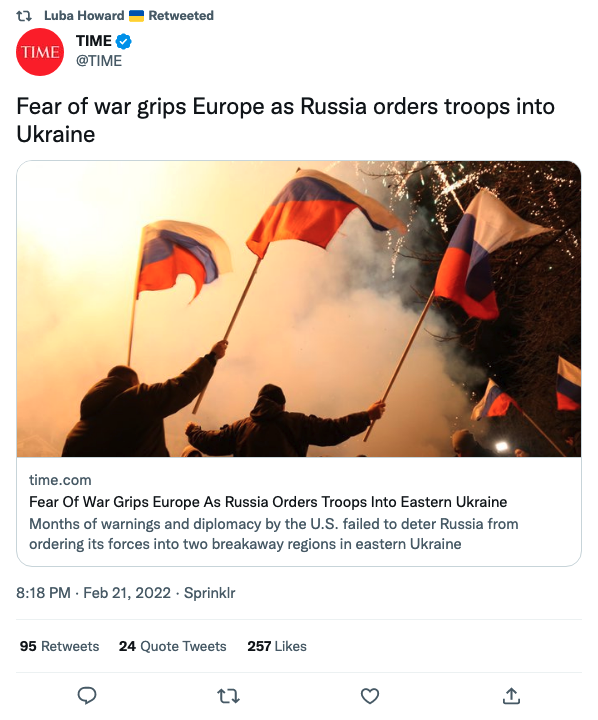 Luba Howard 🇺🇦 Retweeted
TIME
TIME
@TIME
Fear of war grips Europe as Russia orders troops into
Ukraine
time.com
Fear Of War Grips Europe As Russia Orders Troops Into Eastern Ukraine
Months of warnings and diplomacy by the U.S. failed to deter Russia from
ordering its forces into two breakaway regions in eastern Ukraine
8:18 PM · Feb 21, 2022 · Sprinklr
95 Retweets 24 Quote Tweets 257 Likes